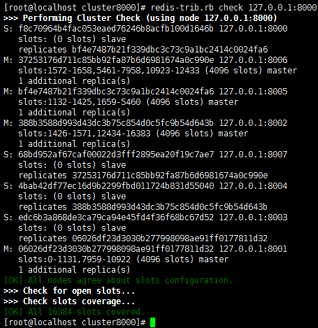 [root@localhost cluster8000]# redis-trib.rb check 127.0.0.1:8000
>>> Performing Cluster Check (using node 127.0.0.1:8000)
S: f8c70964b4fac053eaed76246b8acfb100d1646b 127.0.0.1:8000
slots: (0 slots) slave
replicates bf4e7487b21f339dbc3c73c9a1bc2414c0024fa6
M: 37253176d711c85bb92fa87b6d6981674a0c990e 127.0.0.1:8006
slots:1572-1658,5461-7958,10923-12433 (4096 slots) master
1 additional replica(s)
M: bf4e7487b21f339dbc3c73c9a1bc2414c0024fa6 127.0.0.1:8005
slots:1132-1425,1659-5460 (4096 slots) master
1 additional replica(s)
M: 388b3588d993d43dc3b75c854d0c5fc9b54d643b 127.0.0.1:8002
slots:1426-1571,12434-16383 (4096 slots) master
1 additional replica(s)
S: 68bd952af67caf00022d3fff2895ea20f19c7ae7 127.0.0.1:8007
slots: (0 slots) slave
replicates 37253176d711c85bb92fa87b6d6981674a0c990e
S: 4bab42df77ec16d9b2299fbd011724b831d55040 127.0.0.1:8004
slots: (0 slots) slave
replicates 388b3588d993d43dc3b75c854d0c5fc9b54d643b
S: edc6b3a868de3ca79ca94e45fd4f36f68bc67d52 127.0.0.1:8003
slots: (0 slots) slave
replicates 06026df23d3030b277998098ae91ff0177811d32
M: 06026df23d3030b277998098ae91ff0177811d32 127.0.0.1:8001
slots:0-1131,7959-10922 (4096 slots) master
1 additional replica(s)
[OK] All nodes agree about slots configuration.
>>> Check for open slots...
>>> Check slots coverage...
[OK] All 16384 slots covered.
[root@localhost cluster8000]#